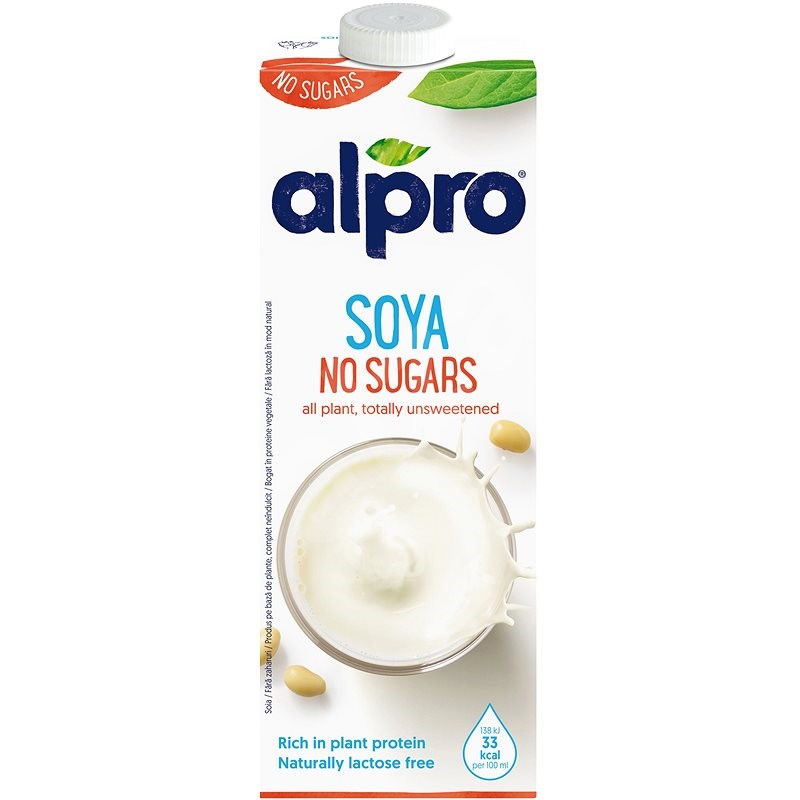 NO SUGARS
alpro®
SOYA
NO SUGARS
all plant, totally unsweetened
Soia / Fără zaharuri / Produs pe bază de plante, complet neîndulcit / Bogat în proteine vegetale / Fără lactoză în mod natural
Rich in plant protein
Naturally lactose free
138 kJ
33
kcal
per 100 ml